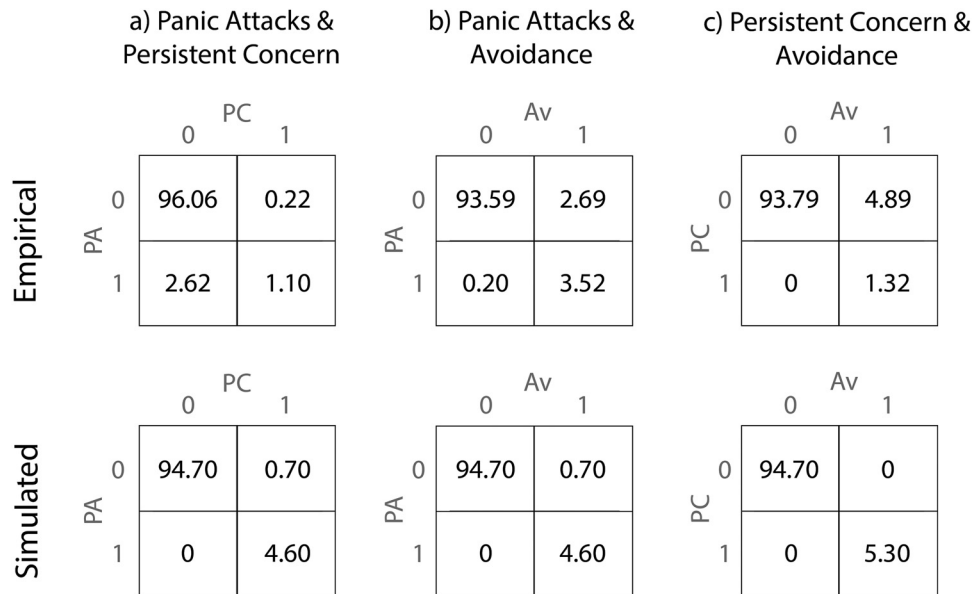 a) Panic Attacks &
Persistent Concern
b) Panic Attacks &
Avoidance
c) Persistent Concern &
Avoidance
Empirical
PC
0 1
PA
0 96.06 0.22
1 2.62 1.10
Av
0 1
PA
0 93.59 2.69
1 0.20 3.52
Av
0 1
PC
0 93.79 4.89
1 0 1.32
Simulated
PC
0 1
PA
0 94.70 0.70
1 0 4.60
Av
0 1
PA
0 94.70 0.70
1 0 4.60
Av
0 1
PC
0 94.70 0
1 0 5.30